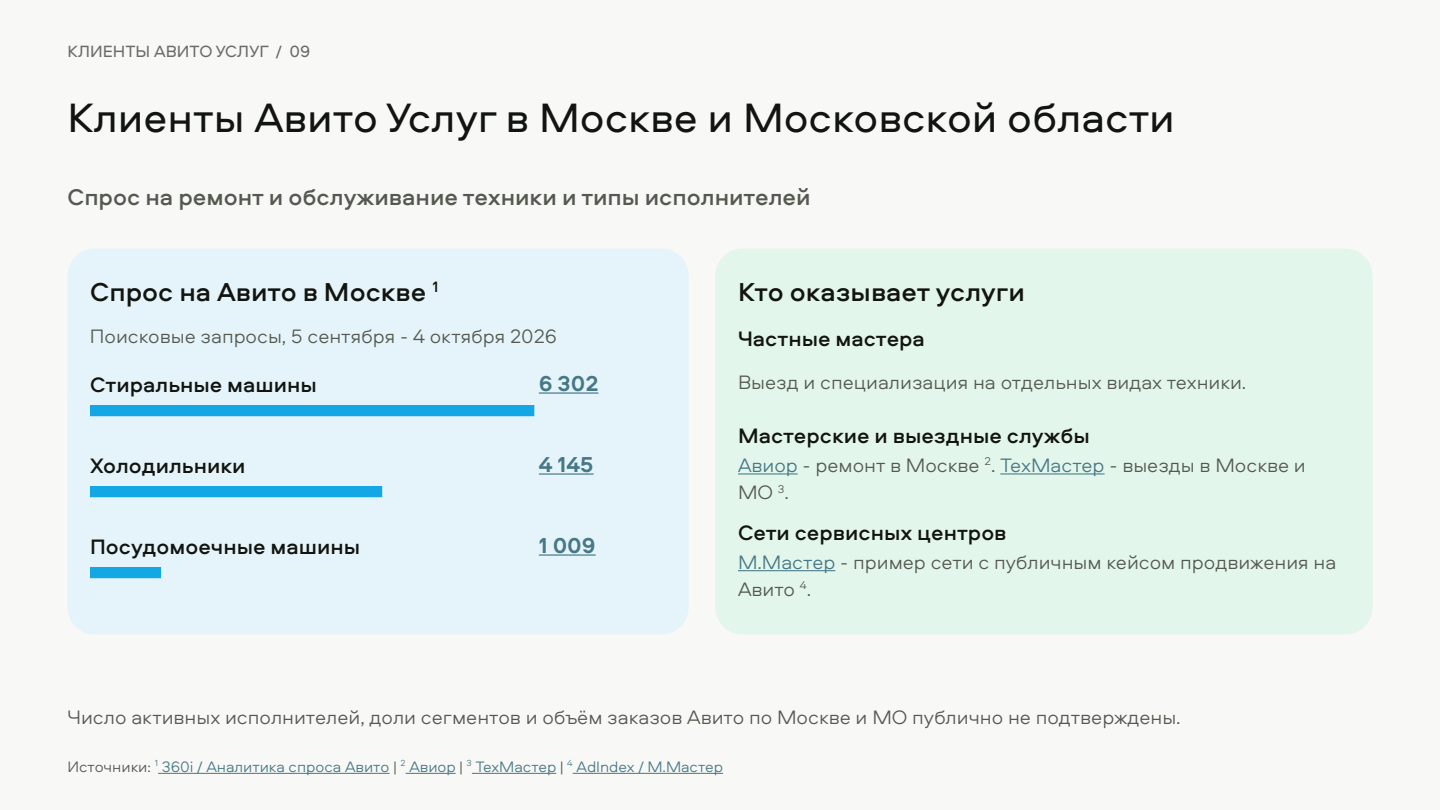 КЛИЕНТЫ АВИТО УСЛУГ / 09
Клиенты Авито Услуг в Москве и Московской области
Спрос на ремонт и обслуживание техники и типы исполнителей
Спрос на Авито в Москве ¹
Поисковые запросы, 5 сентября - 4 октября 2026
Стиральные машины 6 302
Холодильники 4 145
Посудомоечные машины 1 009
Кто оказывает услуги
Частные мастера
Выезд и специализация на отдельных видах техники.
Мастерские и выездные службы
Авиор - ремонт в Москве ². ТехМастер - выезды в Москве и
МО ³.
Сети сервисных центров
М.Мастер - пример сети с публичным кейсом продвижения на
Авито ⁴.
Число активных исполнителей, доли сегментов и объём заказов Авито по Москве и МО публично не подтверждены.
Источники: ¹ 360i / Аналитика спроса Авито | ² Авиор | ³ ТехМастер | ⁴ AdIndex / М.Мастер